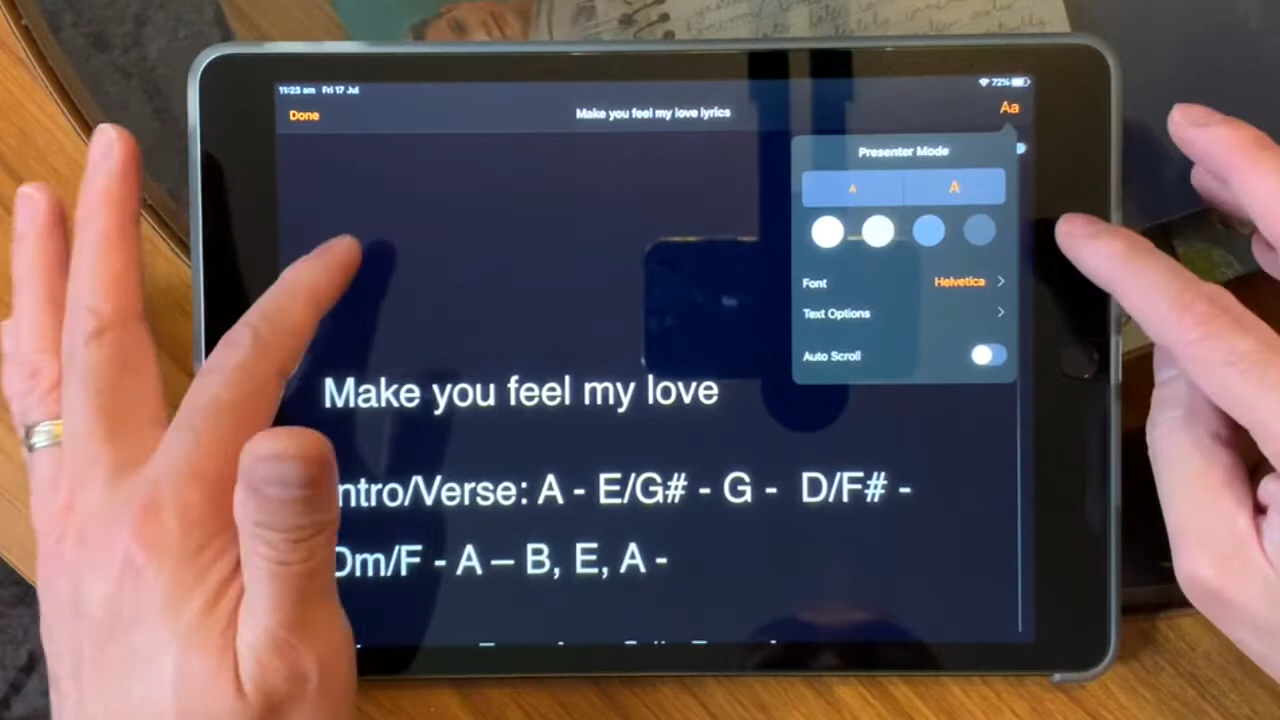 11:23 am Fri 17 Jul
72%
Done
Make you feel my love lyrics
Aa
Presenter Mode
A
A
Font
Helvetica
Text Options
Auto Scroll
Make you feel my love
ntro/Verse: A - E/G# - G - D/F# -
Dm/F - A – B, E, A -